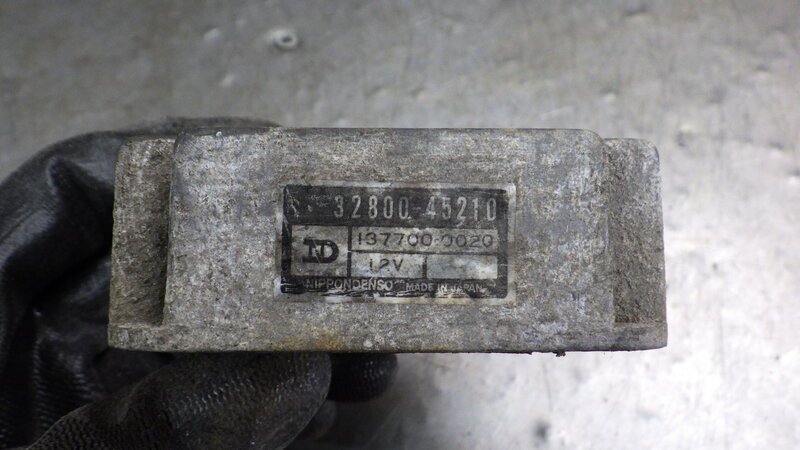 32800-45210
ND
137700-0020
12V
NIPPONDENSO MADE IN JAPAN